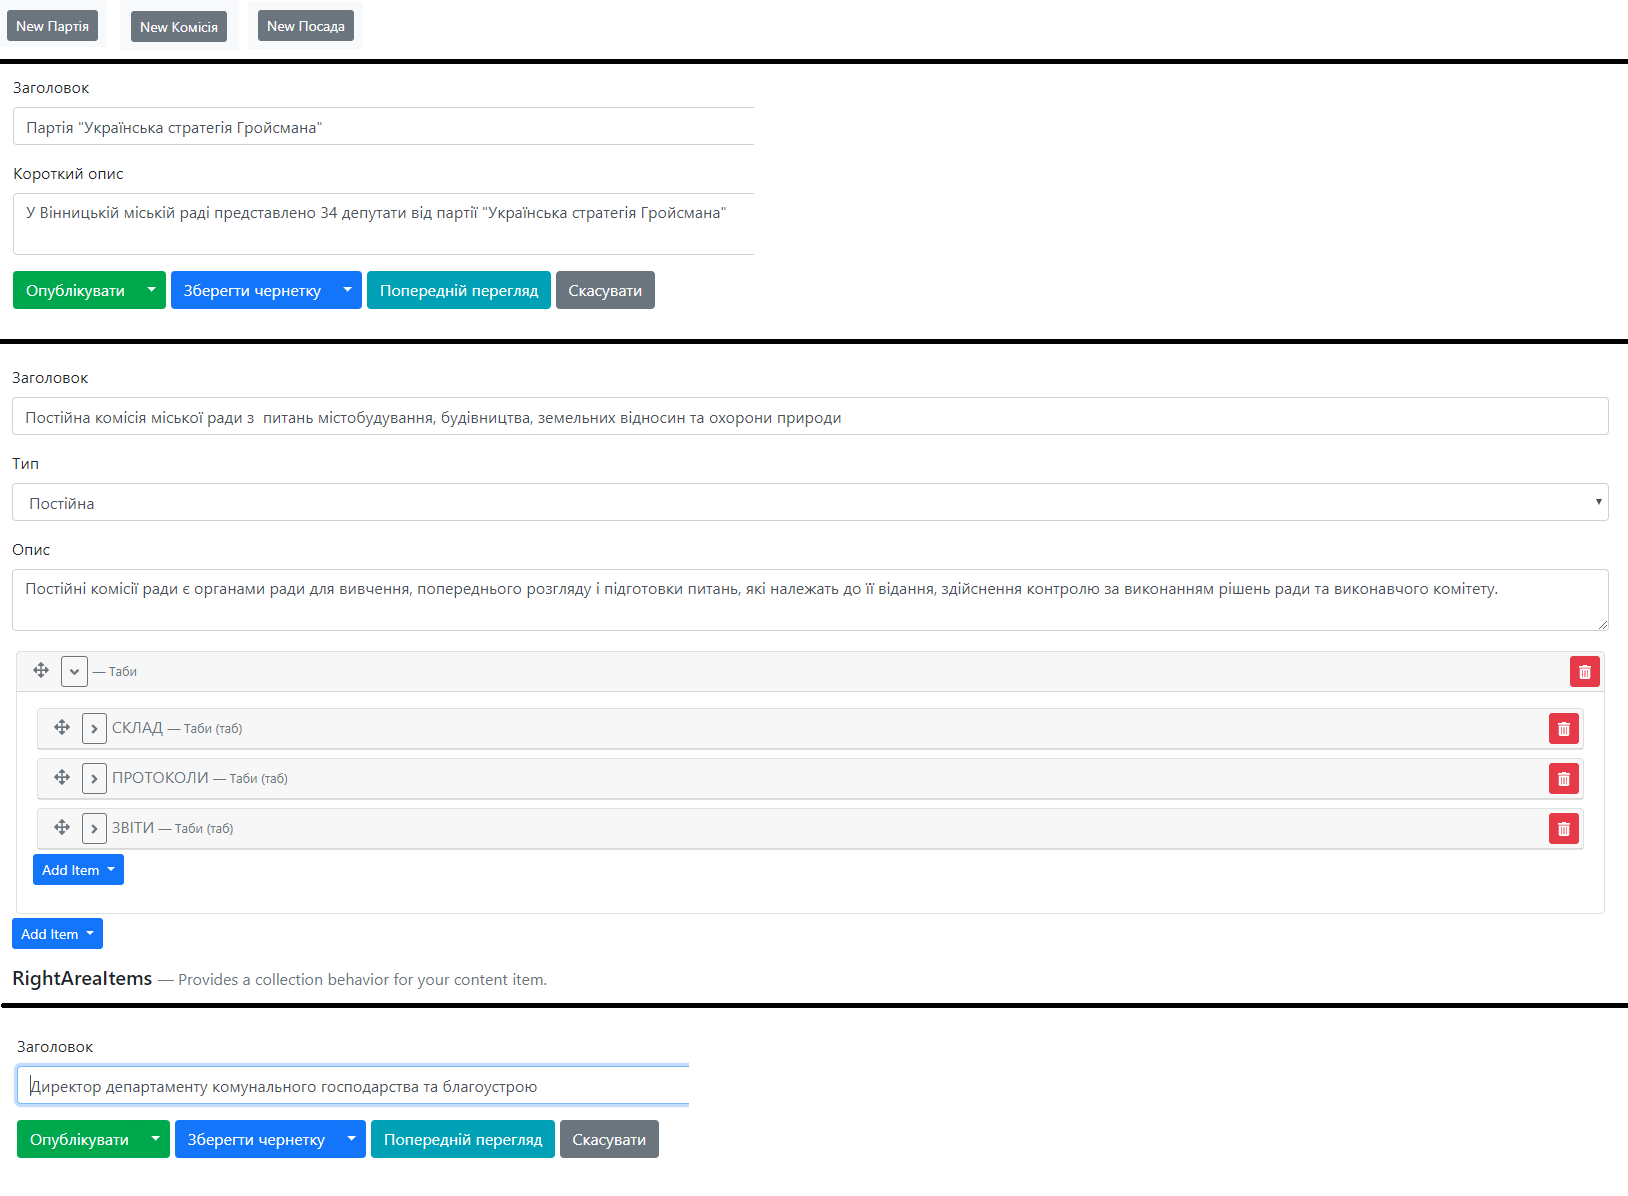 New Партія
New Комісія
New Посада
Заголовок
Партія "Українська стратегія Гройсмана"
Короткий опис
У Вінницькій міській раді представлено 34 депутати від партії "Українська стратегія Гройсмана"
Опублікувати
Зберегти чернетку
Попередній перегляд
Скасувати
Заголовок
Постійна комісія міської ради з  питань містобудування, будівництва, земельних відносин та охорони природи
Тип
Постійна
Опис
Постійні комісії ради є органами ради для вивчення, попереднього розгляду і підготовки питань, які належать до її відання, здійснення контролю за виконанням рішень ради та виконавчого комітету.
— Таби
СКЛАД — Таби (таб)
ПРОТОКОЛИ — Таби (таб)
ЗВІТИ — Таби (таб)
Add Item
Add Item
RightAreaItems — Provides a collection behavior for your content item.
Заголовок
Директор департаменту комунального господарства та благоустрою
Опублікувати
Зберегти чернетку
Попередній перегляд
Скасувати